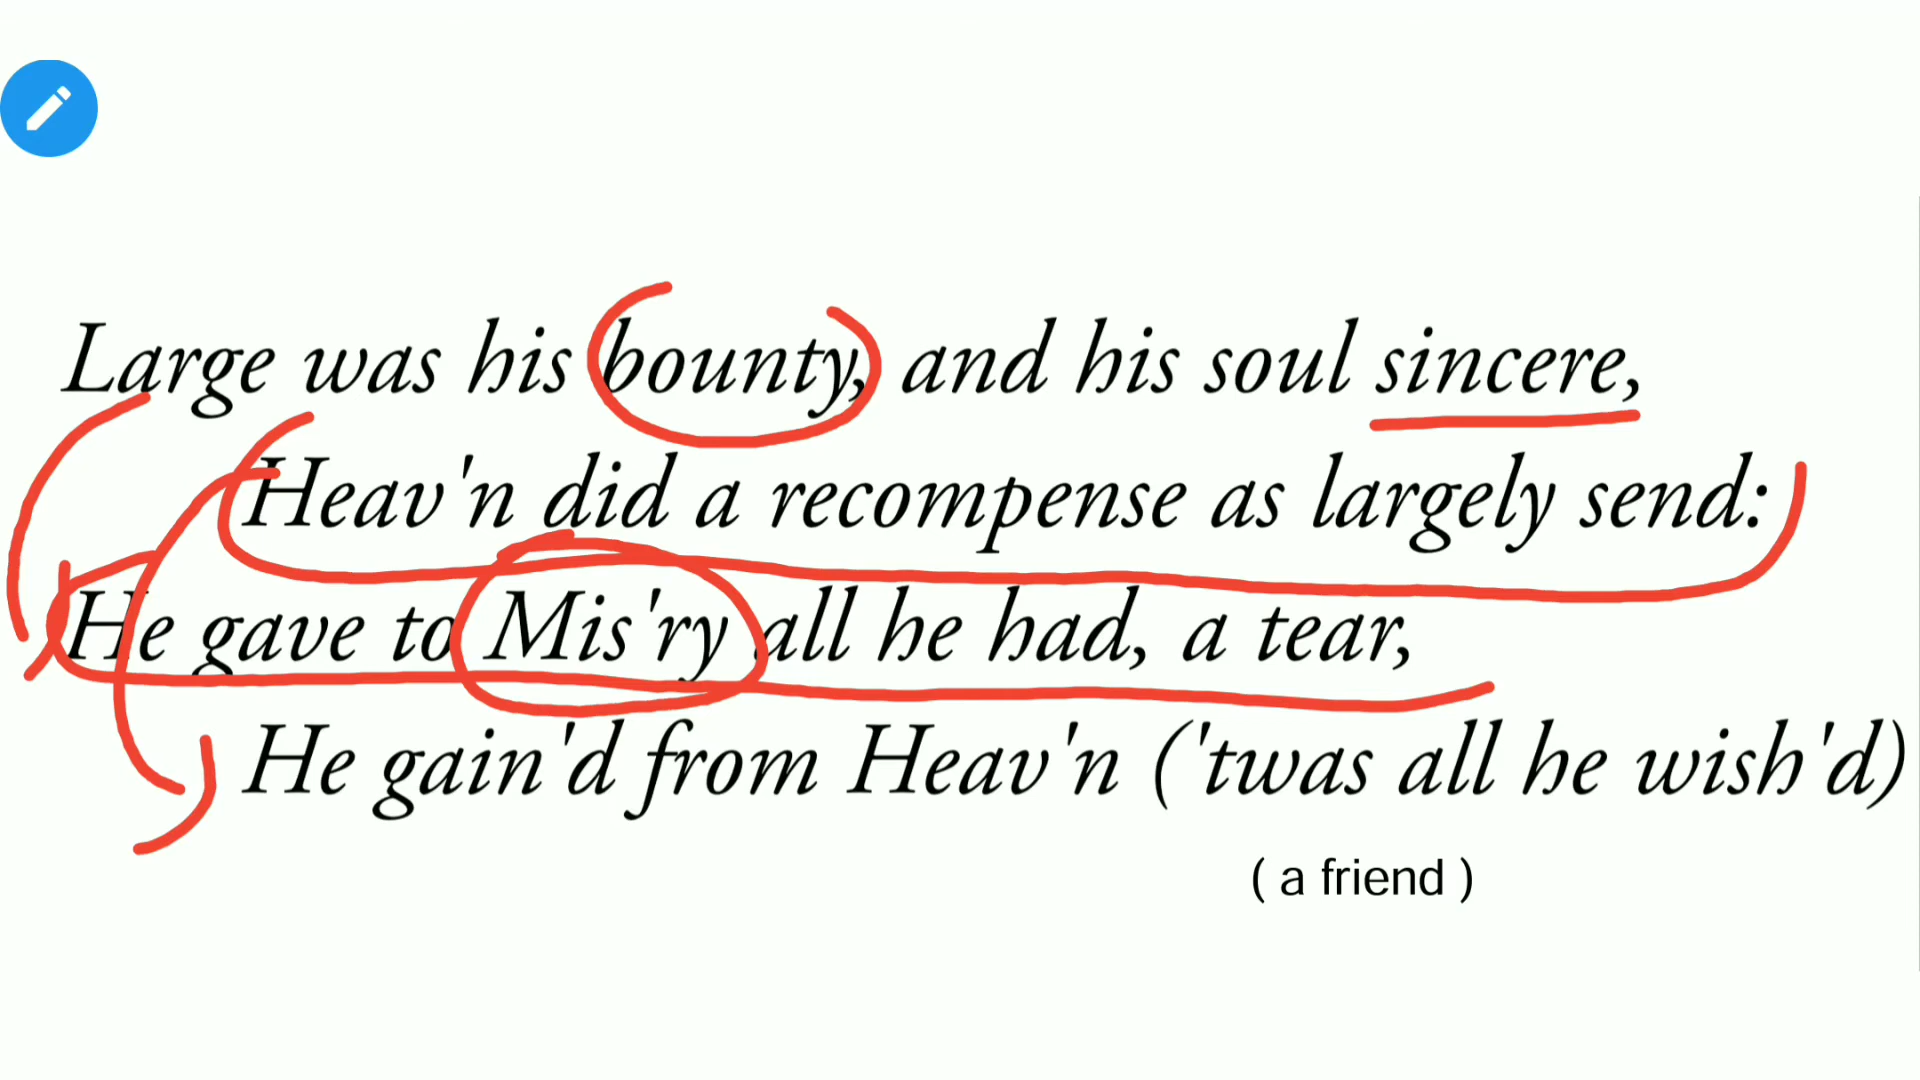 Large was his bounty, and his soul sincere,
Heav'n did a recompense as largely send:
He gave to Mis'ry all he had, a tear,
He gain'd from Heav'n ('twas all he wish'd)
( a friend )